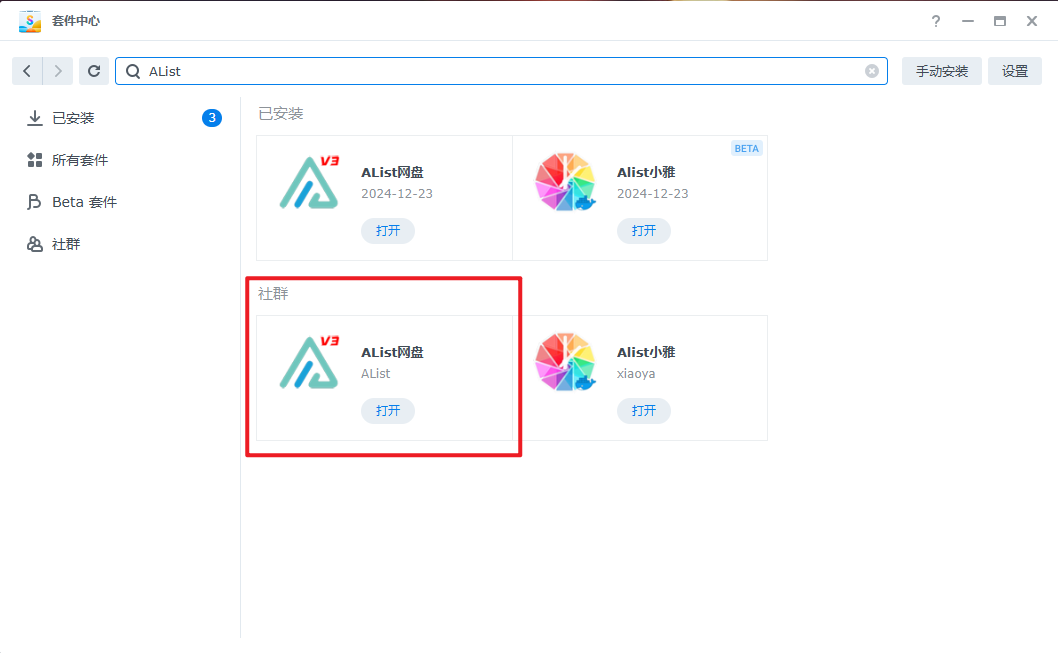 套件中心
AList
手动安装
设置
已安装
3
所有套件
Beta 套件
社群
已安装
V3
AList网盘
2024-12-23
打开
BETA
Alist小雅
2024-12-23
打开
社群
V3
AList网盘
AList
打开
Alist小雅
xiaoya
打开